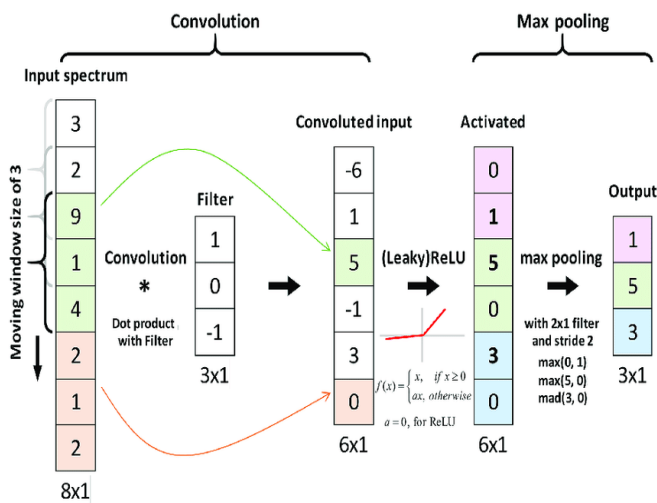 Convolution
Max pooling
Input spectrum
Moving window size of 3
3
2
9
1
4
2
1
2
8x1
Convolution
*
Dot product
with Filter
Filter
1
0
-1
3x1
Convoluted input
-6
1
5
-1
3
0
6x1
(Leaky)ReLU
f(x) = { x, if x ≥ 0
ax, otherwise
a = 0, for ReLU
Activated
0
1
5
0
3
0
6x1
max pooling
with 2x1 filter
and stride 2
max(0, 1)
max(5, 0)
mad(3, 0)
Output
1
5
3
3x1